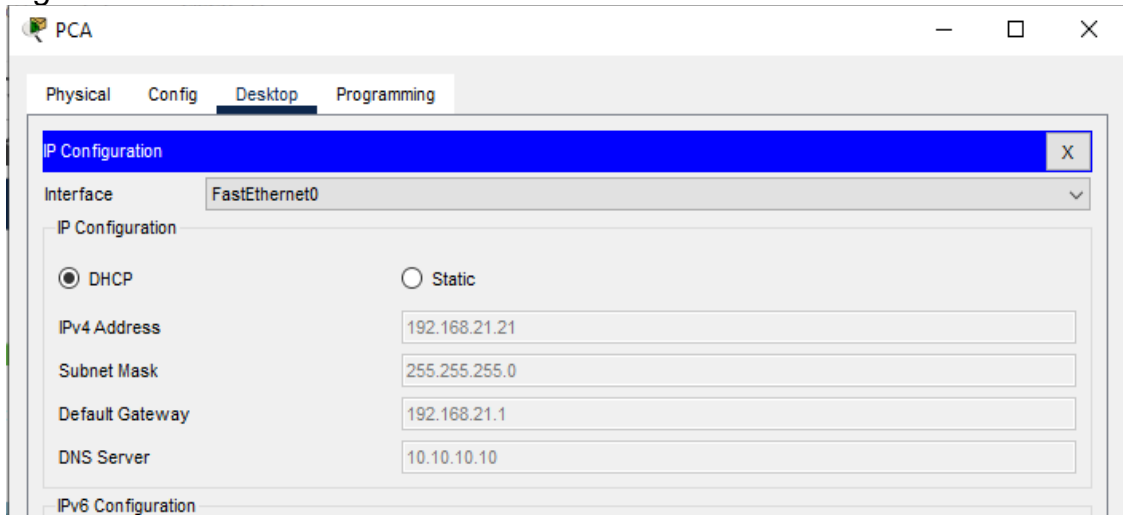 PCA
Physical Config Desktop Programming
IP Configuration X
Interface FastEthernet0
IP Configuration
DHCP Static
IPv4 Address 192.168.21.21
Subnet Mask 255.255.255.0
Default Gateway 192.168.21.1
DNS Server 10.10.10.10
IPv6 Configuration